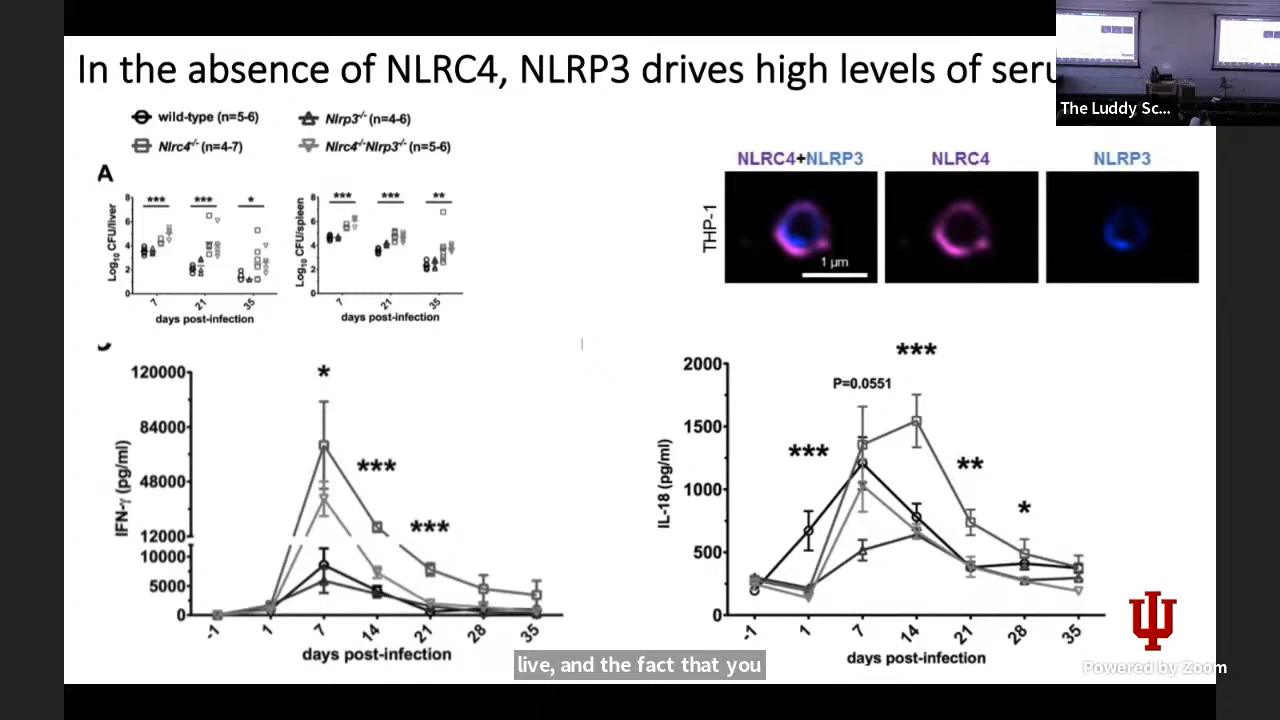 In the absence of NLRC4, NLRP3 drives high levels of seru
The Luddy Sc...
wild-type (n=5-6)
Nlrp3-/- (n=4-6)
Nlrc4-/- (n=4-7)
Nlrc4-/-Nlrp3-/- (n=5-6)
A
Log10 CFU/liver
8
6
4
2
0
***
***
*
7
21
35
days post-infection
Log10 CFU/spleen
8
6
4
2
0
***
***
**
7
21
35
days post-infection
NLRC4+NLRP3
NLRC4
NLRP3
THP-1
1 µm
IFN-γ (pg/ml)
120000
84000
48000
12000
10000
5000
0
*
***
***
-1
1
7
14
21
28
35
days post-infection
IL-18 (pg/ml)
2000
1500
1000
500
0
***
P=0.0551
***
**
*
-1
1
7
14
21
28
35
days post-infection
live, and the fact that you
Powered by Zoom